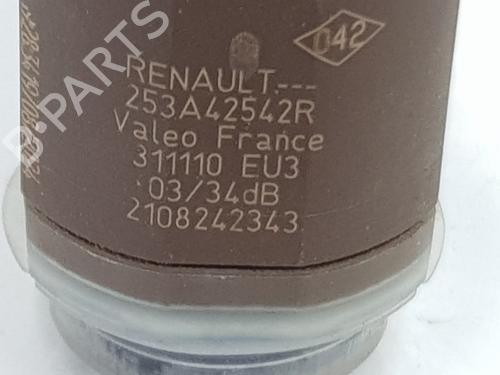 D42
RENAULT.---
253A42542R
Valeo France
311110 EU3
03/34dB
2108242343
B-PARTS